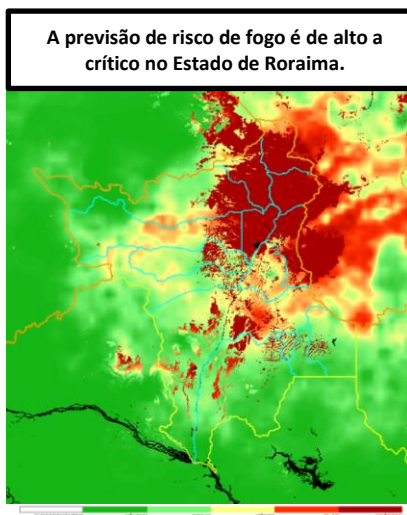 A previsão de risco de fogo é de alto a
crítico no Estado de Roraima.